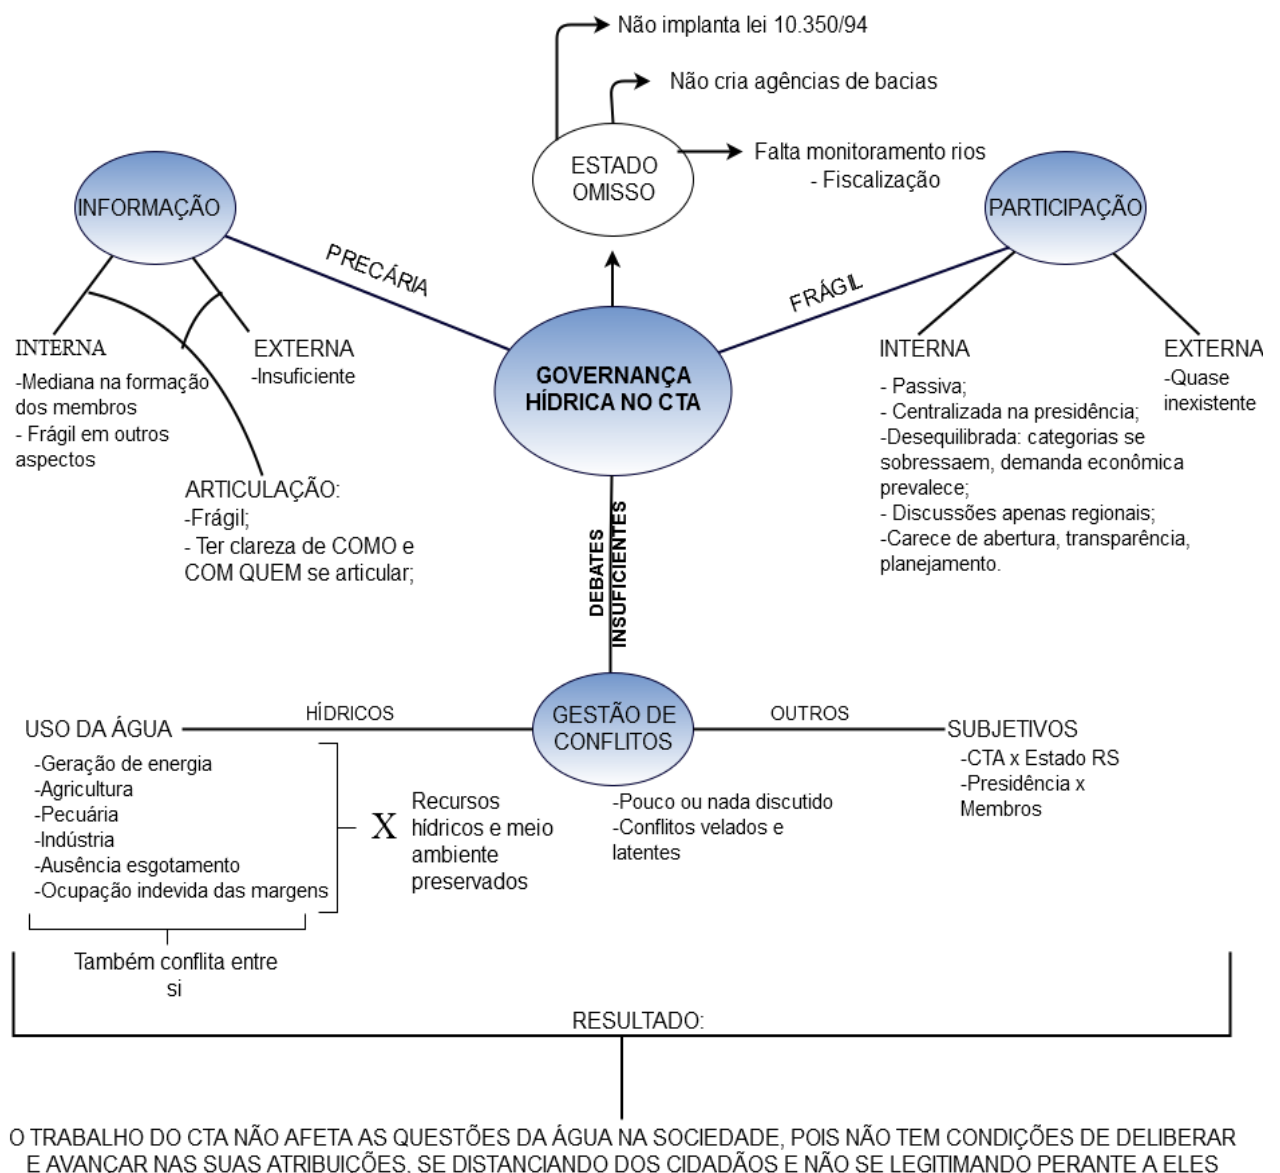 Não implanta lei 10.350/94
Não cria agências de bacias
ESTADO
OMISSO
Falta monitoramento rios
- Fiscalização
INFORMAÇÃO
PARTICIPAÇÃO
PRECÁRIA
FRÁGIL
INTERNA
-Mediana na formação
dos membros
- Frágil em outros
aspectos
EXTERNA
-Insuficiente
ARTICULAÇÃO:
-Frágil;
- Ter clareza de COMO e
COM QUEM se articular;
GOVERNANÇA
HÍDRICA NO CTA
INTERNA
- Passiva;
- Centralizada na presidência;
-Desequilibrada: categorias se
sobressaem, demanda econômica
prevalece;
- Discussões apenas regionais;
-Carece de abertura, transparência,
planejamento.
EXTERNA
-Quase
inexistente
DEBATES
INSUFICIENTES
GESTÃO DE
CONFLITOS
HÍDRICOS
OUTROS
USO DA ÁGUA
-Geração de energia
-Agricultura
-Pecuária
-Indústria
-Ausência esgotamento
-Ocupação indevida das margens
X
Recursos
hídricos e meio
ambiente
preservados
-Pouco ou nada discutido
-Conflitos velados e
latentes
SUBJETIVOS
-CTA x Estado RS
-Presidência x
Membros
Também conflita entre
si
RESULTADO:
O TRABALHO DO CTA NÃO AFETA AS QUESTÕES DA ÁGUA NA SOCIEDADE, POIS NÃO TEM CONDIÇÕES DE DELIBERAR
E AVANCAR NAS SUAS ATRIBUICÕES. SE DISTANCIANDO DOS CIDADÃOS E NÃO SE LEGITIMANDO PERANTE A ELES